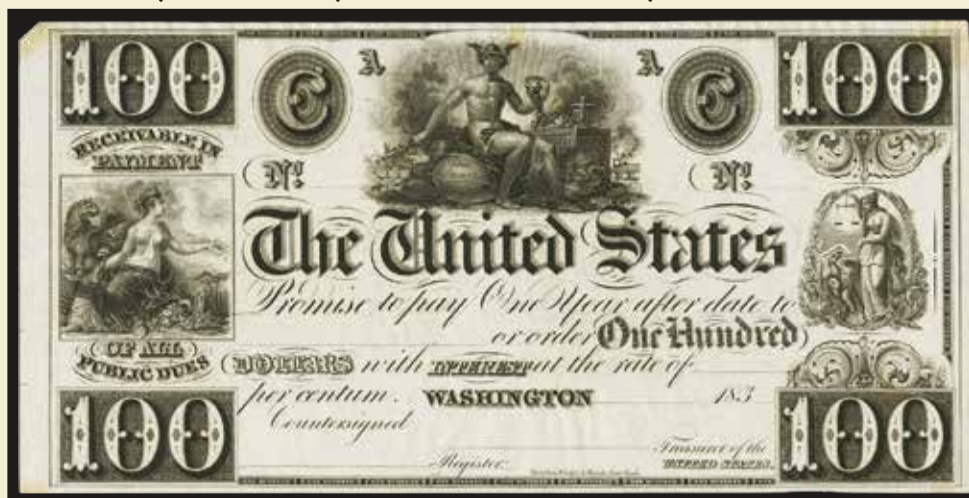 100 A A 100
C C
RECEIVABLE IN
PAYMENT
No. No.
The United States
Promise to pay One Year after date to
or order One Hundred
OF ALL
PUBLIC DUES
DOLLARS with INTEREST at the rate of
per centum. WASHINGTON 183
Countersigned
100 100
Register. Treasurer of the
UNITED STATES.